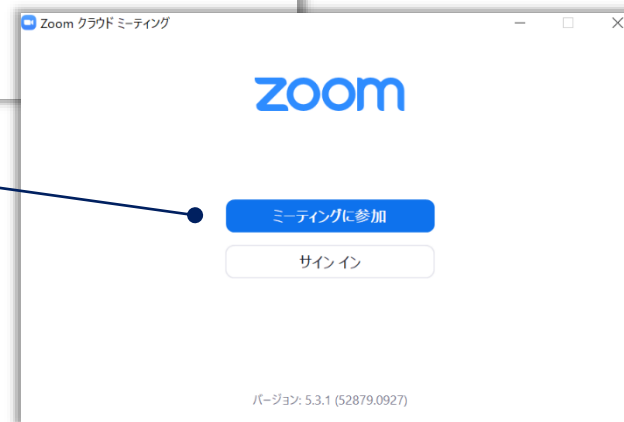 Zoom クラウド ミーティング
zoom
ミーティングに参加
サイン イン
バージョン: 5.3.1 (52879.0927)